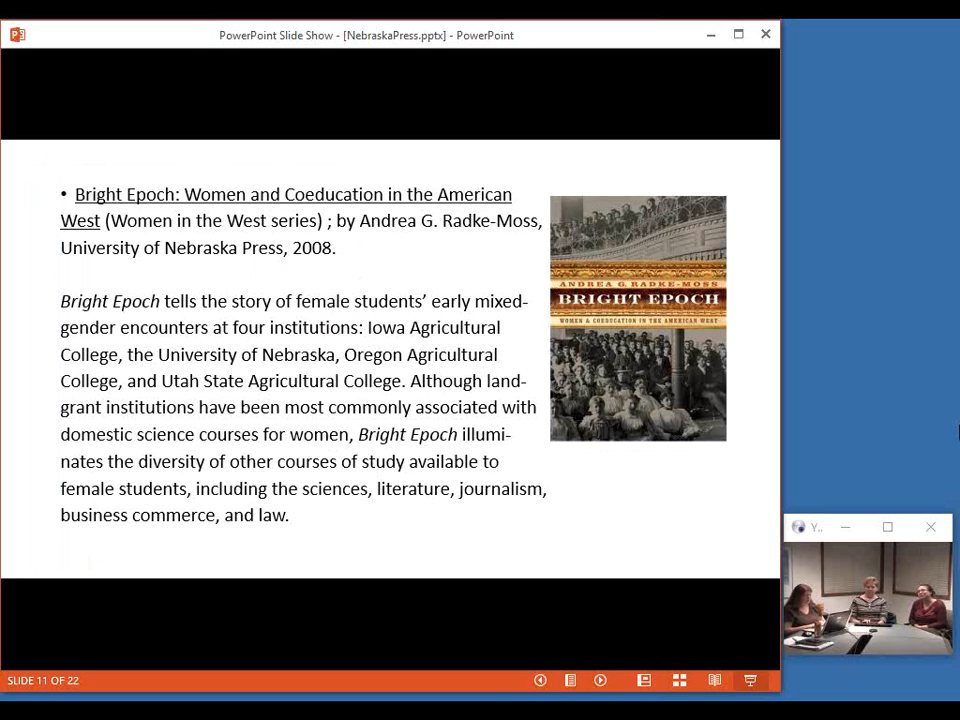 PowerPoint Slide Show - [NebraskaPress.pptx] - PowerPoint
• Bright Epoch: Women and Coeducation in the American
West (Women in the West series) ; by Andrea G. Radke-Moss,
University of Nebraska Press, 2008.
Bright Epoch tells the story of female students’ early mixed-
gender encounters at four institutions: Iowa Agricultural
College, the University of Nebraska, Oregon Agricultural
College, and Utah State Agricultural College. Although land-
grant institutions have been most commonly associated with
domestic science courses for women, Bright Epoch illumi-
nates the diversity of other courses of study available to
female students, including the sciences, literature, journalism,
business commerce, and law.
ANDREA G. RADKE-MOSS
BRIGHT EPOCH
WOMEN & COEDUCATION IN THE AMERICAN WEST
Y..
SLIDE 11 OF 22